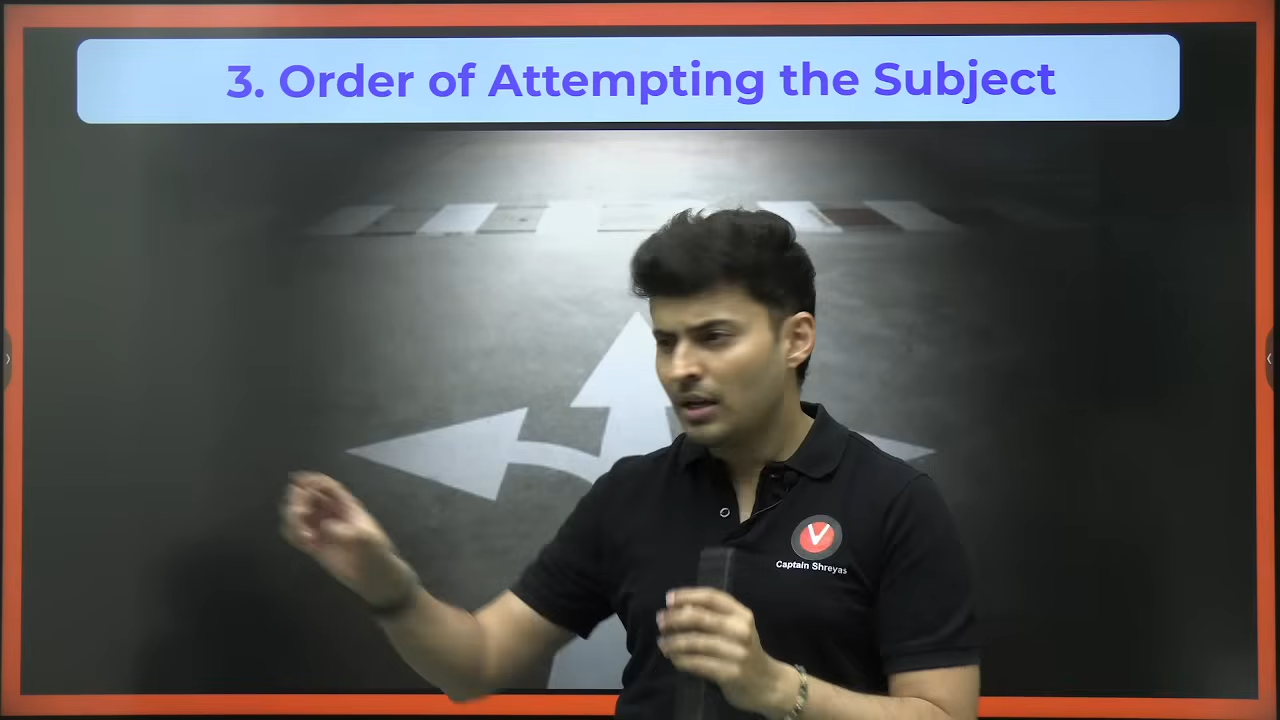 3. Order of Attempting the Subject
V
Captain Shreyas